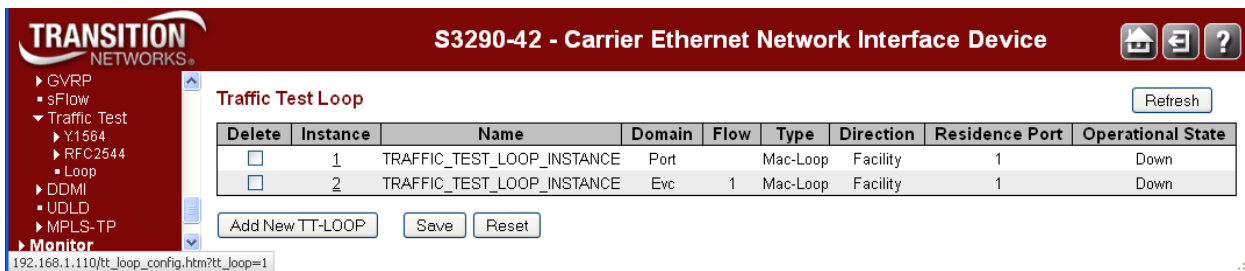 TRANSITION
NETWORKS®
S3290-42 - Carrier Ethernet Network Interface Device
?
GVRP
sFlow
Traffic Test
Y.1564
RFC2544
Loop
DDMI
UDLD
MPLS-TP
Monitor
Traffic Test Loop
Refresh
Delete Instance Name Domain Flow Type Direction Residence Port Operational State
1 TRAFFIC_TEST_LOOP_INSTANCE Port Mac-Loop Facility 1 Down
2 TRAFFIC_TEST_LOOP_INSTANCE Evc 1 Mac-Loop Facility 1 Down
Add New TT-LOOP Save Reset
192.168.1.110/tt_loop_config.htm?tt_loop=1